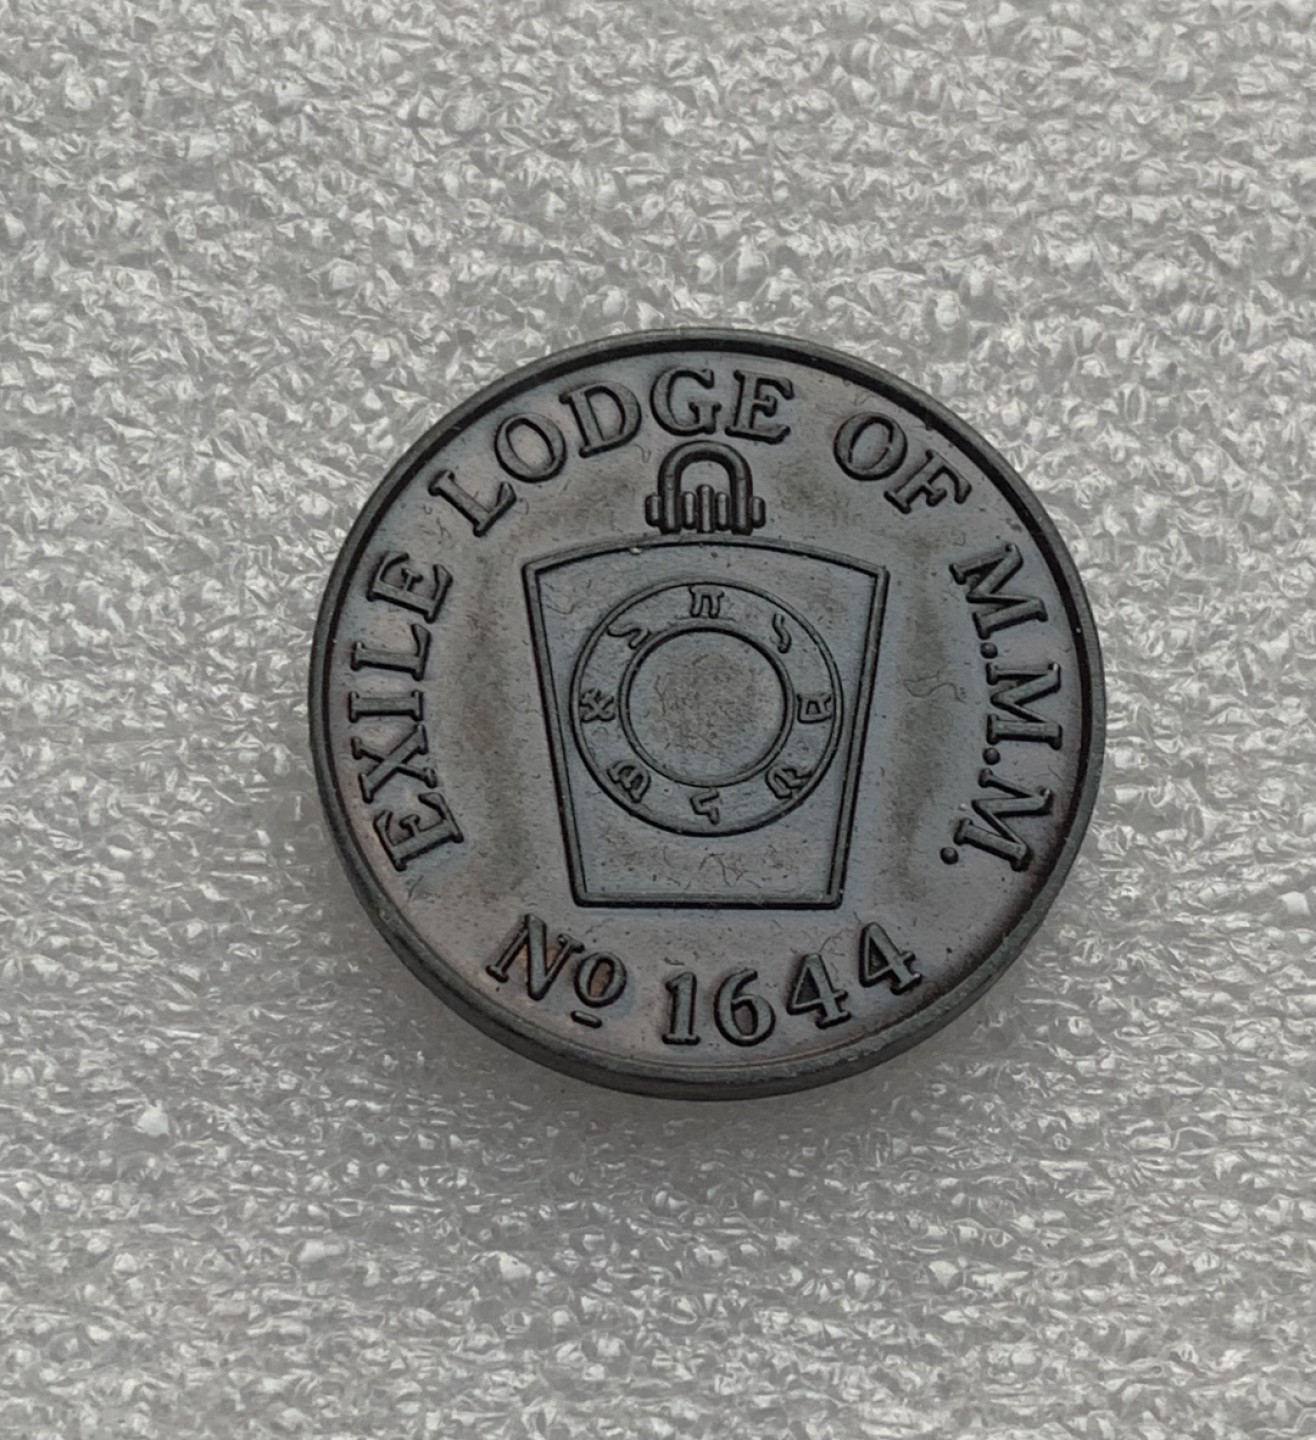 EXILE LODGE OF M.M.M.
No 1644